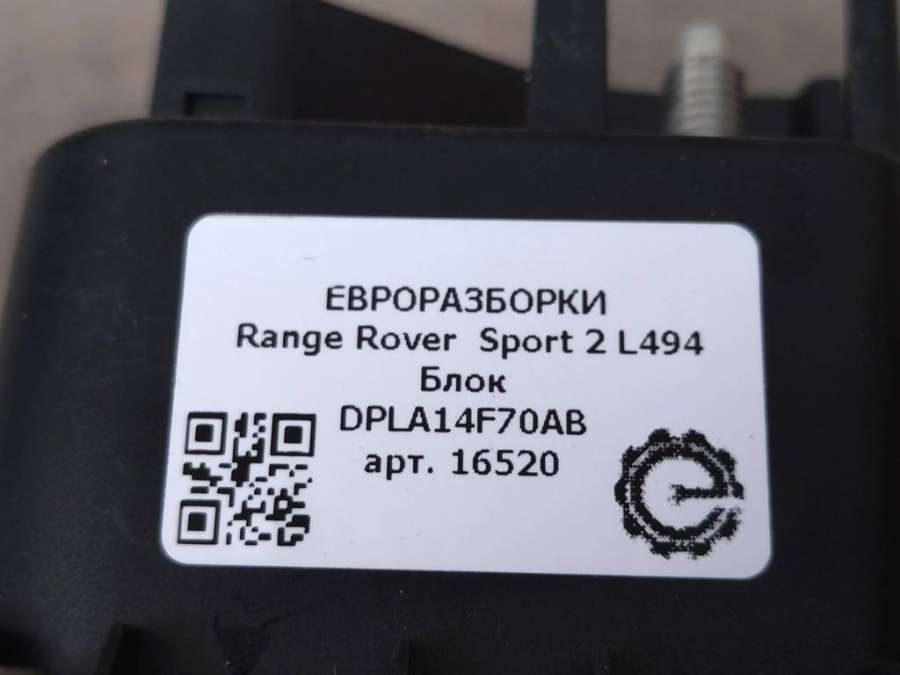 ЕВРОРАЗБОРКИ
Range Rover Sport 2 L494
Блок
DPLA14F70AB
арт. 16520